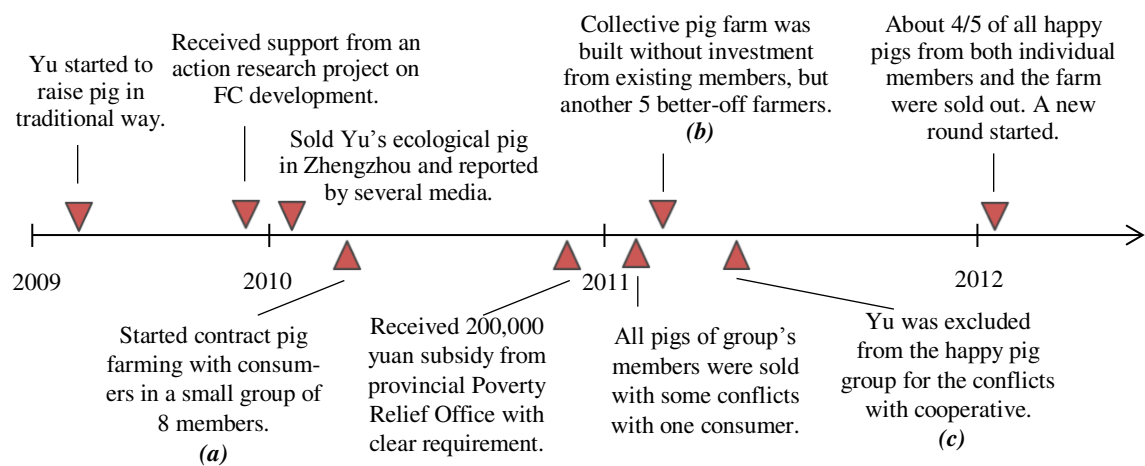 Yu started to
raise pig in
traditional way.
Received support from an
action research project on
FC development.
Sold Yu's ecological pig
in Zhengzhou and reported
by several media.
Collective pig farm was
built without investment
from existing members, but
another 5 better-off farmers.
(b)
About 4/5 of all happy
pigs from both individual
members and the farm
were sold out. A new
round started.
2009
2010
2011
2012
Started contract pig
farming with consum-
ers in a small group of
8 members.
(a)
Received 200,000
yuan subsidy from
provincial Poverty
Relief Office with
clear requirement.
All pigs of group's
members were sold
with some conflicts
with one consumer.
Yu was excluded
from the happy pig
group for the conflicts
with cooperative.
(c)